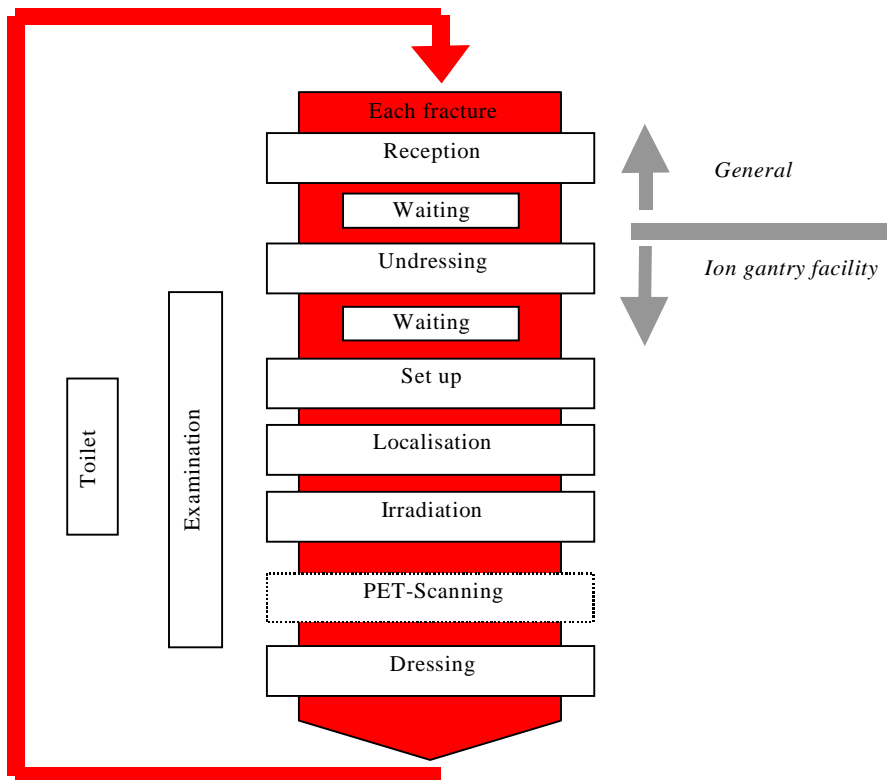 Each fracture
Reception
General
Waiting
Undressing
Ion gantry facility
Waiting
Set up
Localisation
Toilet
Examination
Irradiation
PET-Scanning
Dressing